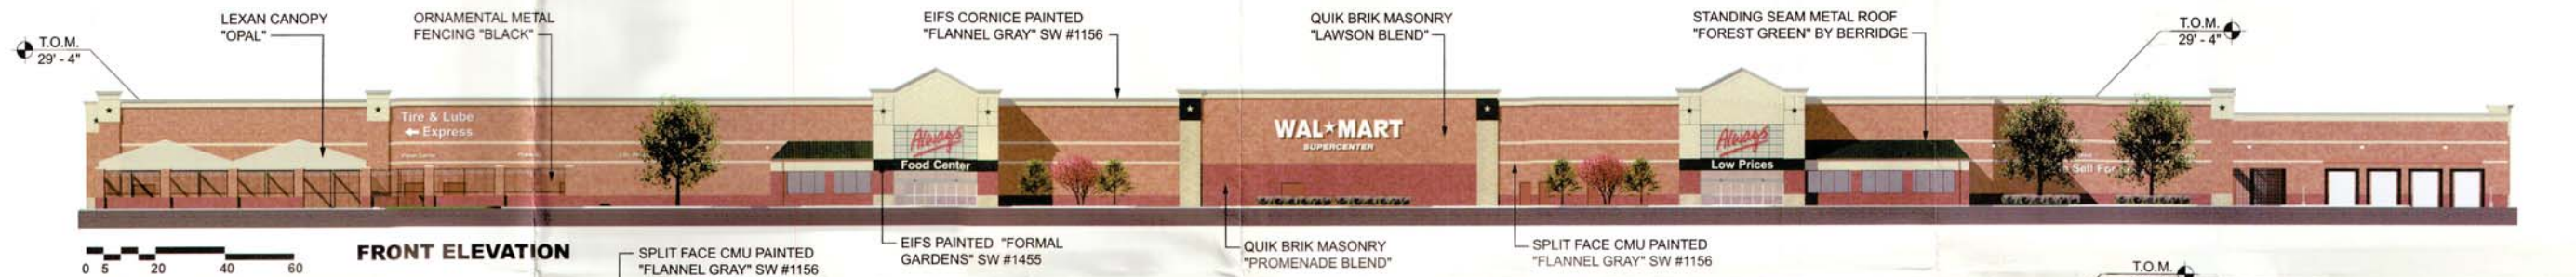 LEXAN CANOPY
"OPAL"
ORNAMENTAL METAL
FENCING "BLACK"
EIFS CORNICE PAINTED
"FLANNEL GRAY" SW #1156
QUIK BRIK MASONRY
"LAWSON BLEND"
STANDING SEAM METAL ROOF
"FOREST GREEN" BY BERRIDGE
T.O.M.
29' - 4"
T.O.M.
29' - 4"
Tire & Lube
Express
Always
Food Center
WAL★MART
SUPERCENTER
Always
Low Prices
Sell For
FRONT ELEVATION
0 5 20 40 60
SPLIT FACE CMU PAINTED
"FLANNEL GRAY" SW #1156
EIFS PAINTED "FORMAL
GARDENS" SW #1455
QUIK BRIK MASONRY
"PROMENADE BLEND"
SPLIT FACE CMU PAINTED
"FLANNEL GRAY" SW #1156
T.O.M.